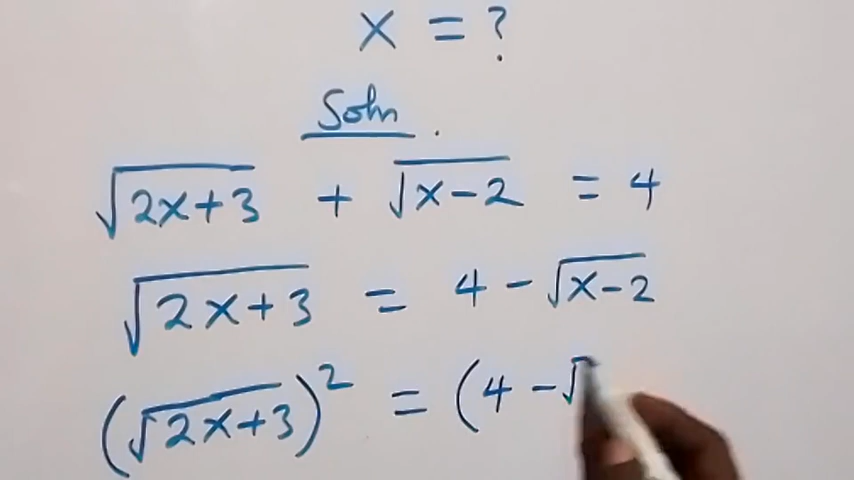 x = ?
Soln.
√2x+3 + √x-2 = 4
√2x+3 = 4 - √x-2
(√2x+3)² = (4 - √